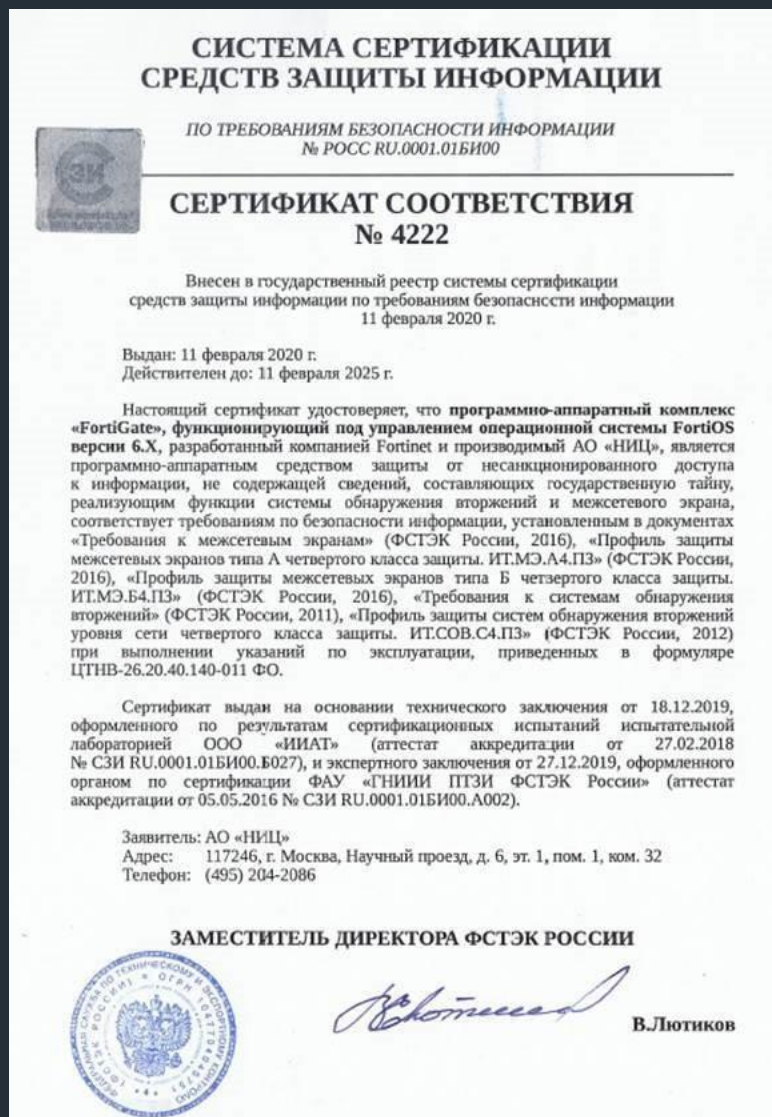 СИСТЕМА СЕРТИФИКАЦИИ
СРЕДСТВ ЗАЩИТЫ ИНФОРМАЦИИ
ПО ТРЕБОВАНИЯМ БЕЗОПАСНОСТИ ИНФОРМАЦИИ
№ РОСС RU.0001.01БИ00
ЗИ
СЕРТИФИКАТ СООТВЕТСТВИЯ
№ 4222
Внесен в государственный реестр системы сертификации
средств защиты информации по требованиям безопасности информации
11 февраля 2020 г.
Выдан: 11 февраля 2020 г.
Действителен до: 11 февраля 2025 г.
Настоящий сертификат удостоверяет, что программно-аппаратный комплекс
«FortiGate», функционирующий под управлением операционной системы FortiOS
версии 6.X, разработанный компанией Fortinet и производимый АО «НИЦ», является
программно-аппаратным средством защиты от несанкционированного доступа
к информации, не содержащей сведений, составляющих государственную тайну,
реализующим функции системы обнаружения вторжений и межсетевого экрана,
соответствует требованиям по безопасности информации, установленным в документах
«Требования к межсетевым экранам» (ФСТЭК России, 2016), «Профиль защиты
межсетевых экранов типа А четвертого класса защиты. ИТ.МЭ.А4.ПЗ» (ФСТЭК России,
2016), «Профиль защиты межсетевых экранов типа Б четвертого класса защиты.
ИТ.МЭ.Б4.ПЗ» (ФСТЭК России, 2016), «Требования к системам обнаружения
вторжений» (ФСТЭК России, 2011), «Профиль защиты систем обнаружения вторжений
уровня сети четвертого класса защиты. ИТ.СОВ.С4.ПЗ» (ФСТЭК России, 2012)
при выполнении указаний по эксплуатации, приведенных в формуляре
ЦТНВ-26.20.40.140-011 ФО.
Сертификат выдан на основании технического заключения от 18.12.2019,
оформленного по результатам сертификационных испытаний испытательной
лабораторией ООО «ИИАТ» (аттестат аккредитации от 27.02.2018
№ СЗИ RU.0001.01БИ00.Б027), и экспертного заключения от 27.12.2019, оформленного
органом по сертификации ФАУ «ГНИИИ ПТЗИ ФСТЭК России» (аттестат
аккредитации от 05.05.2016 № СЗИ RU.0001.01БИ00.А002).
Заявитель: АО «НИЦ»
Адрес: 117246, г. Москва, Научный проезд, д. 6, эт. 1, пом. 1, ком. 32
Телефон: (495) 204-2086
ЗАМЕСТИТЕЛЬ ДИРЕКТОРА ФСТЭК РОССИИ
В.Лютиков
ФЕДЕРАЛЬНАЯ СЛУЖБА ПО ТЕХНИЧЕСКОМУ И ЭКСПОРТНОМУ КОНТРОЛЮ
(ФСТЭК РОССИИ) * ОГРН